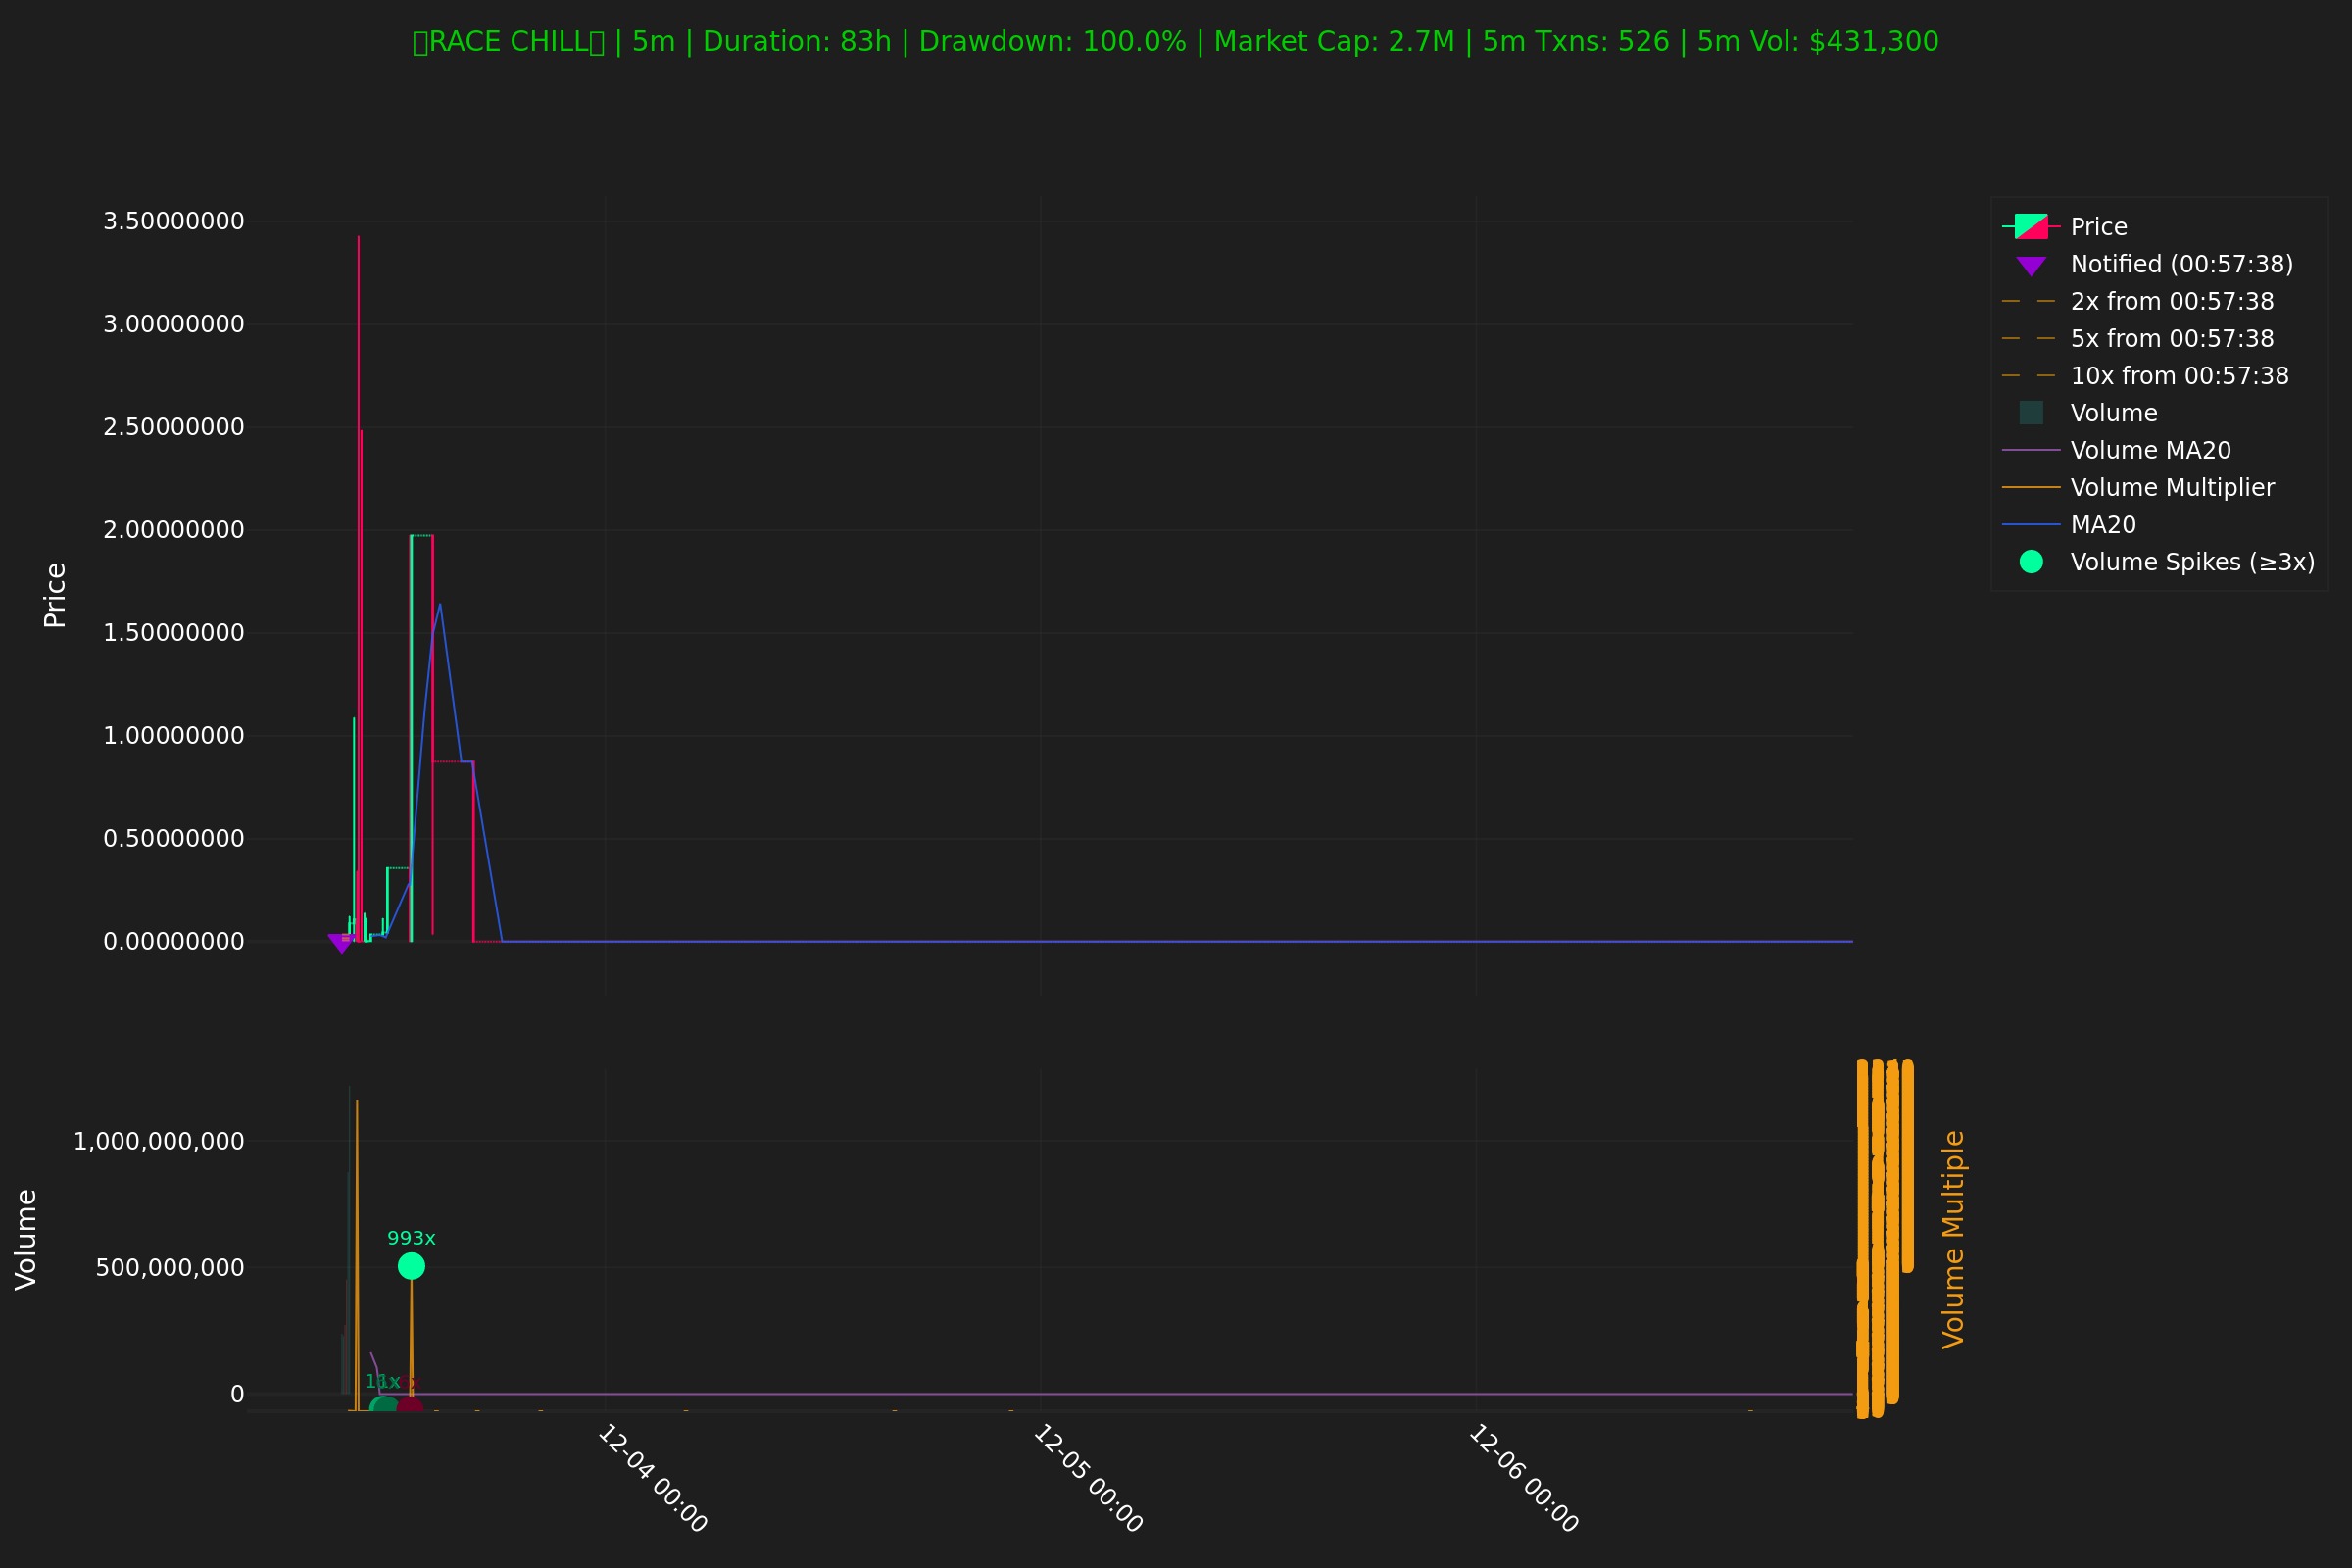 RACE CHILL | 5m | Duration: 83h | Drawdown: 100.0% | Market Cap: 2.7M | 5m Txns: 526 | 5m Vol: $431,300
Price
3.50000000
3.00000000
2.50000000
2.00000000
1.50000000
1.00000000
0.50000000
0.00000000
Price
Notified (00:57:38)
2x from 00:57:38
5x from 00:57:38
10x from 00:57:38
Volume
Volume MA20
Volume Multiplier
MA20
Volume Spikes (≥3x)
Volume
1,000,000,000
500,000,000
0
993x
Volume Multiple
12-04 00:00
12-05 00:00
12-06 00:00